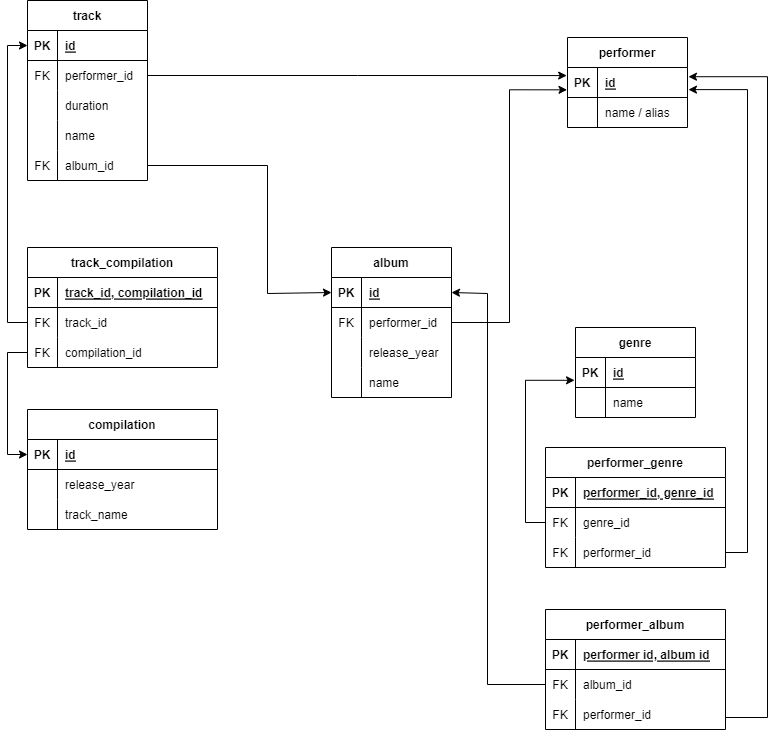 track
PK id
FK performer_id
duration
name
FK album_id
performer
PK id
name / alias
track_compilation
PK track_id, compilation_id
FK track_id
FK compilation_id
album
PK id
FK performer_id
release_year
name
genre
PK id
name
compilation
PK id
release_year
track_name
performer_genre
PK performer_id, genre_id
FK genre_id
FK performer_id
performer_album
PK performer id, album id
FK album_id
FK performer_id